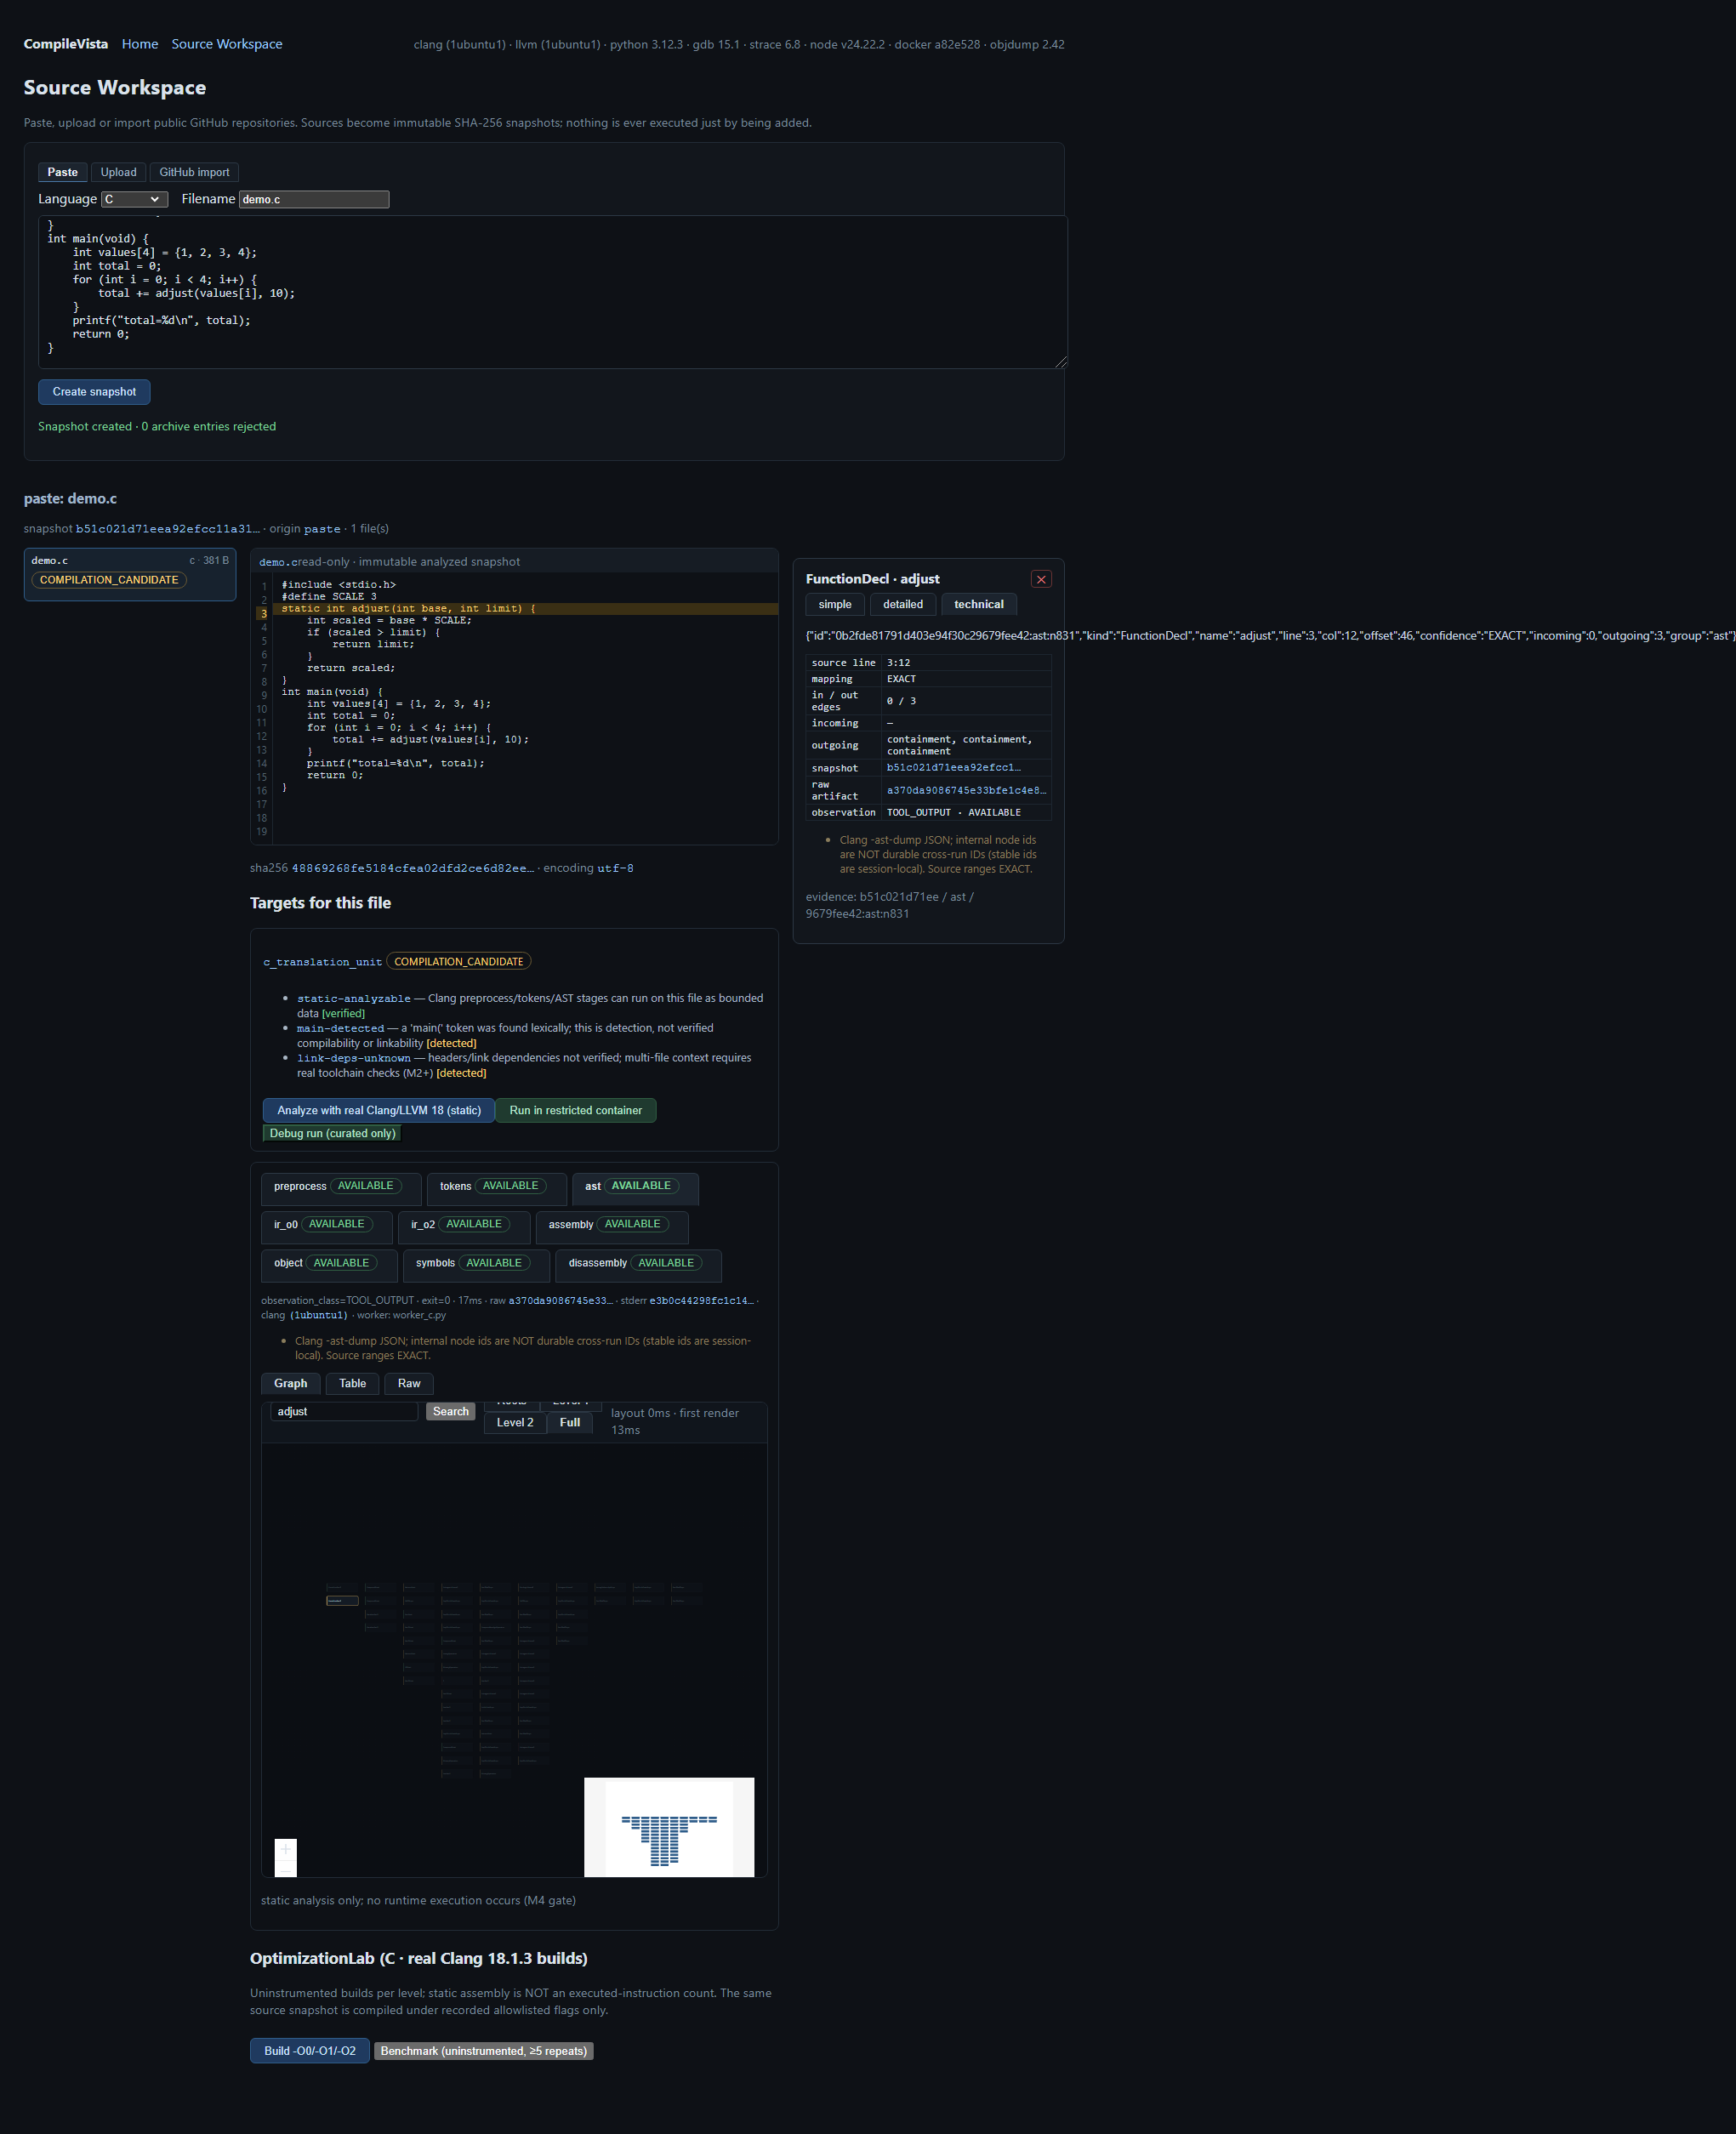 CompileVista Home Source Workspace clang (1ubuntu1) · llvm (1ubuntu1) · python 3.12.3 · gdb 15.1 · strace 6.8 · node v24.22.2 · docker a82e528 · objdump 2.42
Source Workspace
Paste, upload or import public GitHub repositories. Sources become immutable SHA-256 snapshots; nothing is ever executed just by being added.
Paste Upload GitHub import
Language C Filename demo.c
}
int main(void) {
    int values[4] = {1, 2, 3, 4};
    int total = 0;
    for (int i = 0; i < 4; i++) {
        total += adjust(values[i], 10);
    }
    printf("total=%d\n", total);
    return 0;
}
Create snapshot
Snapshot created · 0 archive entries rejected
paste: demo.c
snapshot b51c021d71eea92efcc11a31… · origin paste · 1 file(s)
demo.c c · 381 B
COMPILATION_CANDIDATE
demo.c read-only · immutable analyzed snapshot
1 #include <stdio.h>
2 #define SCALE 3
3 static int adjust(int base, int limit) {
4     int scaled = base * SCALE;
5     if (scaled > limit) {
6         return limit;
7     }
8     return scaled;
9 }
10 int main(void) {
11     int values[4] = {1, 2, 3, 4};
12     int total = 0;
13     for (int i = 0; i < 4; i++) {
14         total += adjust(values[i], 10);
15     }
16     printf("total=%d\n", total);
17     return 0;
18 }
19
sha256 48869268fe5184cfea02dfd2ce6d82ee… · encoding utf-8
FunctionDecl · adjust ✕
simple detailed technical
{"id":"0b2fde81791d403e94f30c29679fee42:ast:n831","kind":"FunctionDecl","name":"adjust","line":3,"col":12,"offset":46,"confidence":"EXACT","incoming":0,"outgoing":3,"group":"ast"}
source line 3:12
mapping EXACT
in / out edges 0 / 3
incoming —
outgoing containment, containment, containment
snapshot b51c021d71eea92efcc1…
raw artifact a370da9086745e33bfe1c4e8…
observation TOOL_OUTPUT · AVAILABLE
Clang -ast-dump JSON; internal node ids
are NOT durable cross-run IDs (stable ids
are session-local). Source ranges EXACT.
evidence: b51c021d71ee / ast /
9679fee42:ast:n831
Targets for this file
c_translation_unit COMPILATION_CANDIDATE
static-analyzable — Clang preprocess/tokens/AST stages can run on this file as bounded
data [verified]
main-detected — a 'main(' token was found lexically; this is detection, not verified
compilability or linkability [detected]
link-deps-unknown — headers/link dependencies not verified; multi-file context requires
real toolchain checks (M2+) [detected]
Analyze with real Clang/LLVM 18 (static) Run in restricted container
Debug run (curated only)
preprocess AVAILABLE tokens AVAILABLE ast AVAILABLE
ir_o0 AVAILABLE ir_o2 AVAILABLE assembly AVAILABLE
object AVAILABLE symbols AVAILABLE disassembly AVAILABLE
observation_class=TOOL_OUTPUT · exit=0 · 17ms · raw a370da9086745e33… · stderr e3b0c44298fc1c14… ·
clang (1ubuntu1) · worker: worker_c.py
Clang -ast-dump JSON; internal node ids are NOT durable cross-run IDs (stable ids are session-
local). Source ranges EXACT.
Graph Table Raw
adjust Search
Level 2 Full layout 0ms · first render
13ms
static analysis only; no runtime execution occurs (M4 gate)
OptimizationLab (C · real Clang 18.1.3 builds)
Uninstrumented builds per level; static assembly is NOT an executed-instruction count. The same
source snapshot is compiled under recorded allowlisted flags only.
Build -O0/-O1/-O2 Benchmark (uninstrumented, ≥5 repeats)